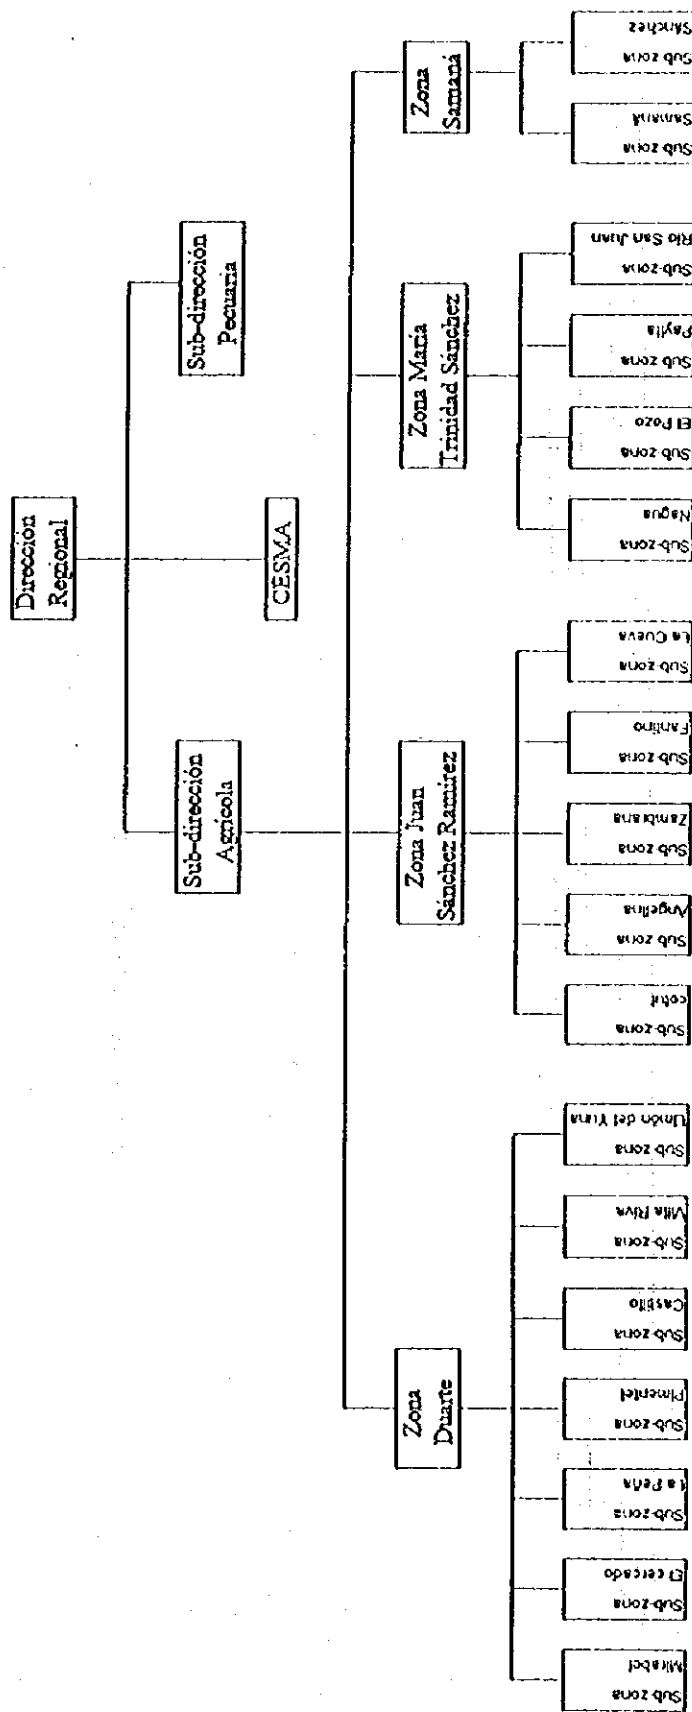 Dirección
Regional
Sub-dirección
Agrícola
Sub-dirección
Pecuaria
CESMA
Zona
Duarte
Zona Juan
Sánchez Ramírez
Zona María
Trinidad Sánchez
Zona
Samaná
Sub-zona
Mirabel
Sub-zona
El cercado
Sub-zona
La Peña
Sub-zona
Pimentel
Sub-zona
Castillo
Sub-zona
Villa Riva
Sub-zona
Unión del Yuna
Sub-zona
cotuí
Sub zona
Angelina
Sub-zona
Zambrana
Sub-zona
Fantino
Sub-zona
La Cueva
Sub-zona
Nagua
Sub zona
El Pozo
Sub zona
Payita
Sub-zona
Río San Juan
Sub-zona
Samaná
Sub zona
Sánchez